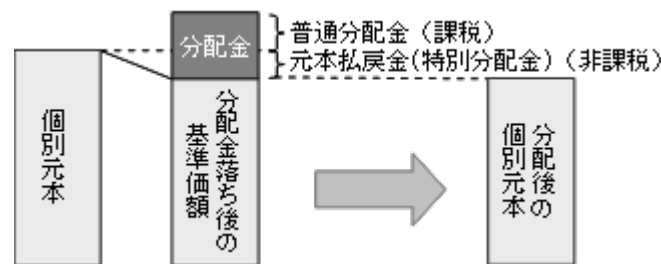 分配金
普通分配金（課税）
元本払戻金(特別分配金)（非課税）
個別元本
分配金落ち後の
基準価額
分配後の
個別元本